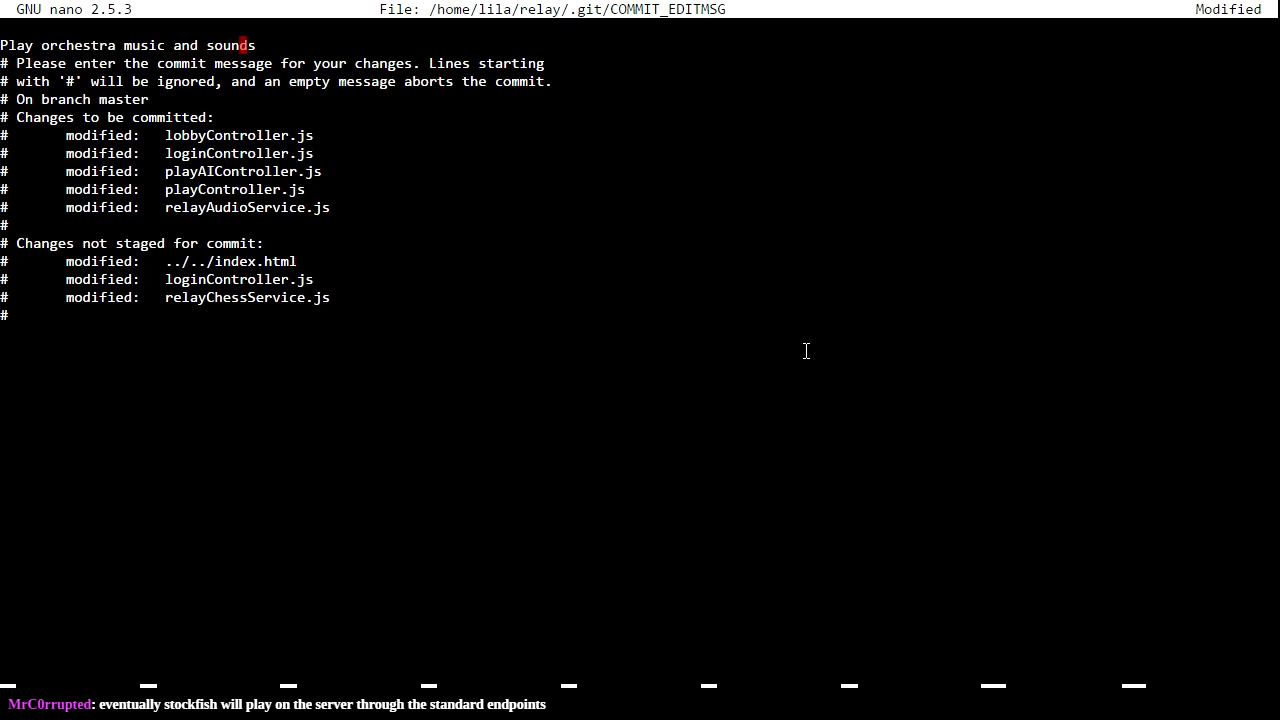 GNU nano 2.5.3 File: /home/lila/relay/.git/COMMIT_EDITMSG Modified
Play orchestra music and sounds
# Please enter the commit message for your changes. Lines starting
# with '#' will be ignored, and an empty message aborts the commit.
# On branch master
# Changes to be committed:
# modified: lobbyController.js
# modified: loginController.js
# modified: playAIController.js
# modified: playController.js
# modified: relayAudioService.js
#
# Changes not staged for commit:
# modified: ../../index.html
# modified: loginController.js
# modified: relayChessService.js
#
MrC0rrupted: eventually stockfish will play on the server through the standard endpoints